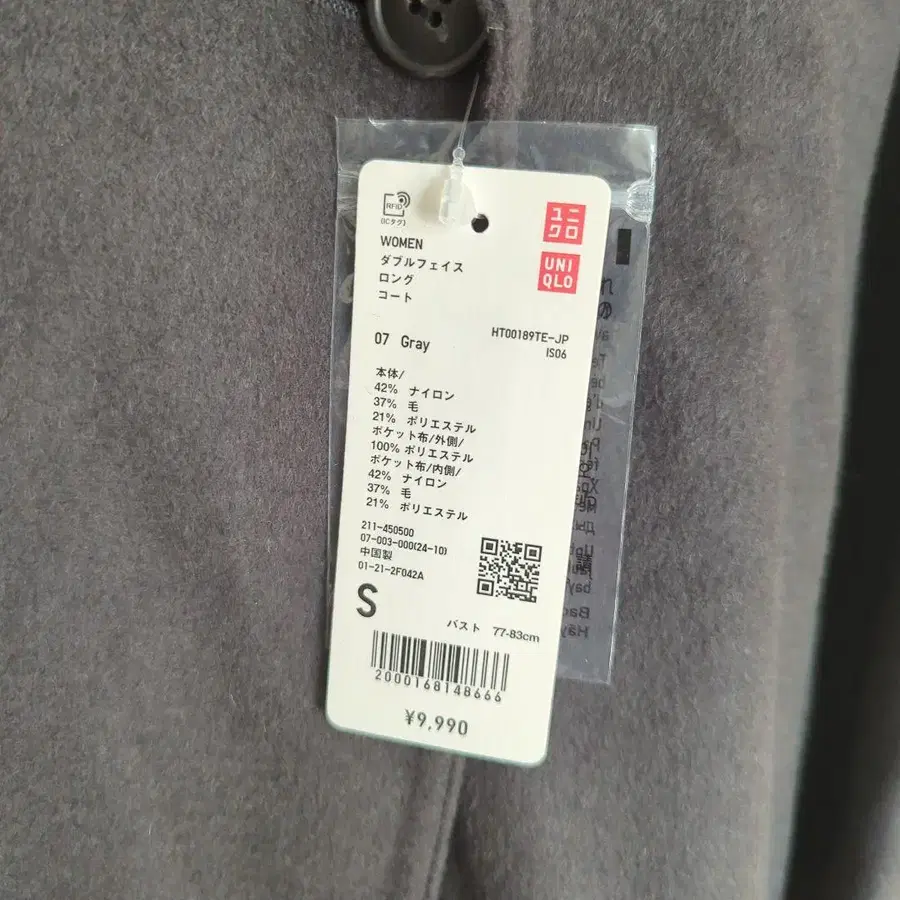 RFID
(ICタグ)
ユニ
クロ
UNI
QLO
WOMEN
ダブルフェイス
ロング
コート
07 Gray
HT00189TE-JP
IS06
本体/
42% ナイロン
37% 毛
21% ポリエステル
ポケット布/外側/
100% ポリエステル
ポケット布/内側/
42% ナイロン
37% 毛
21% ポリエステル
211-450500
07-003-000(24-10)
中国製
01-21-2F042A
S
バスト 77-83cm
2000168148666
¥9,990